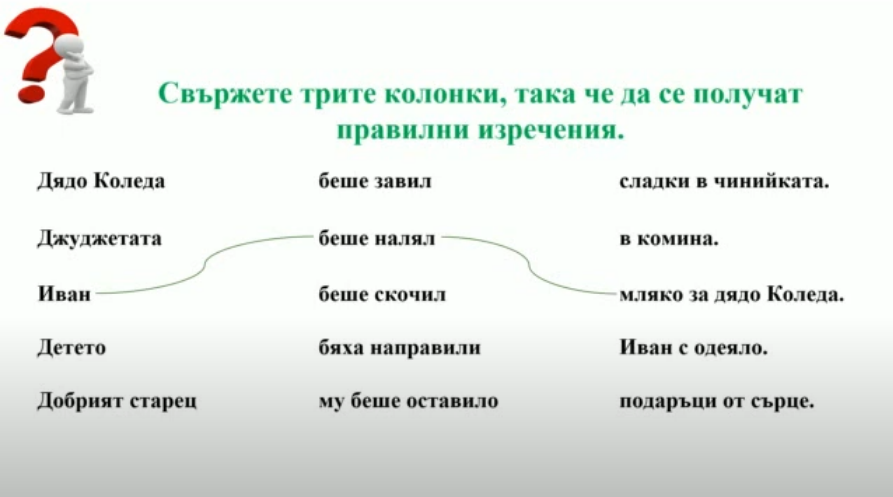 Свържете трите колонки, така че да се получат
правилни изречения.
Дядо Коледа беше завил сладки в чинийката.
Джуджетата беше налял в комина.
Иван беше скочил мляко за дядо Коледа.
Детето бяха направили Иван с одеяло.
Добрият старец му беше оставило подаръци от сърце.